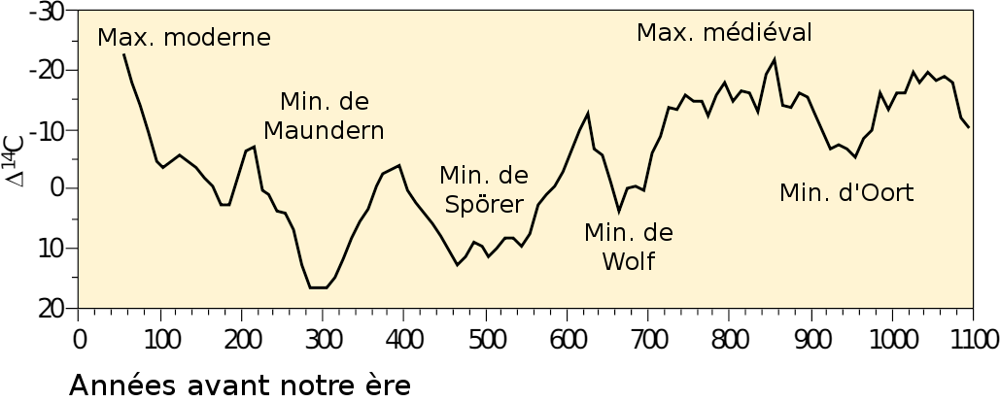 -30
-20
-10
0
10
20
Δ¹⁴C
Max. moderne
Min. de
Maundern
Min. de
Spörer
Min. de
Wolf
Max. médiéval
Min. d'Oort
0 100 200 300 400 500 600 700 800 900 1000 1100
Années avant notre ère